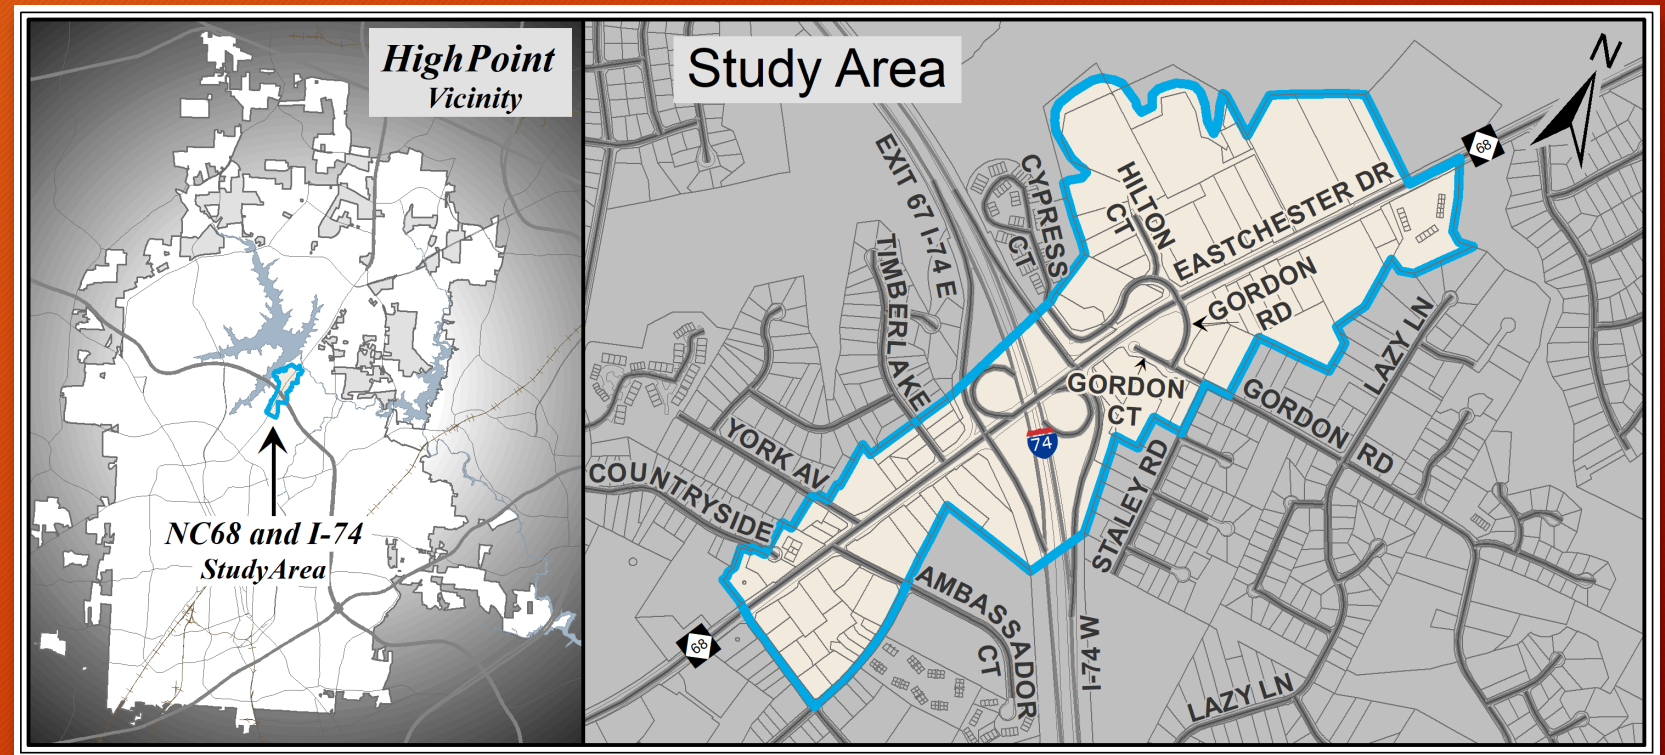 High Point
Vicinity
NC68 and I-74
Study Area
Study Area
N
68
EXIT 67 I-74 E
CYPRESS
CT
HILTON
CT
EASTCHESTER DR
GORDON
RD
TIMBERLAKE
LAZY LN
GORDON
CT
GORDON RD
74
YORK AV
COUNTRYSIDE
STALEY RD
AMBASSADOR
CT
68
I-74 W
LAZY LN